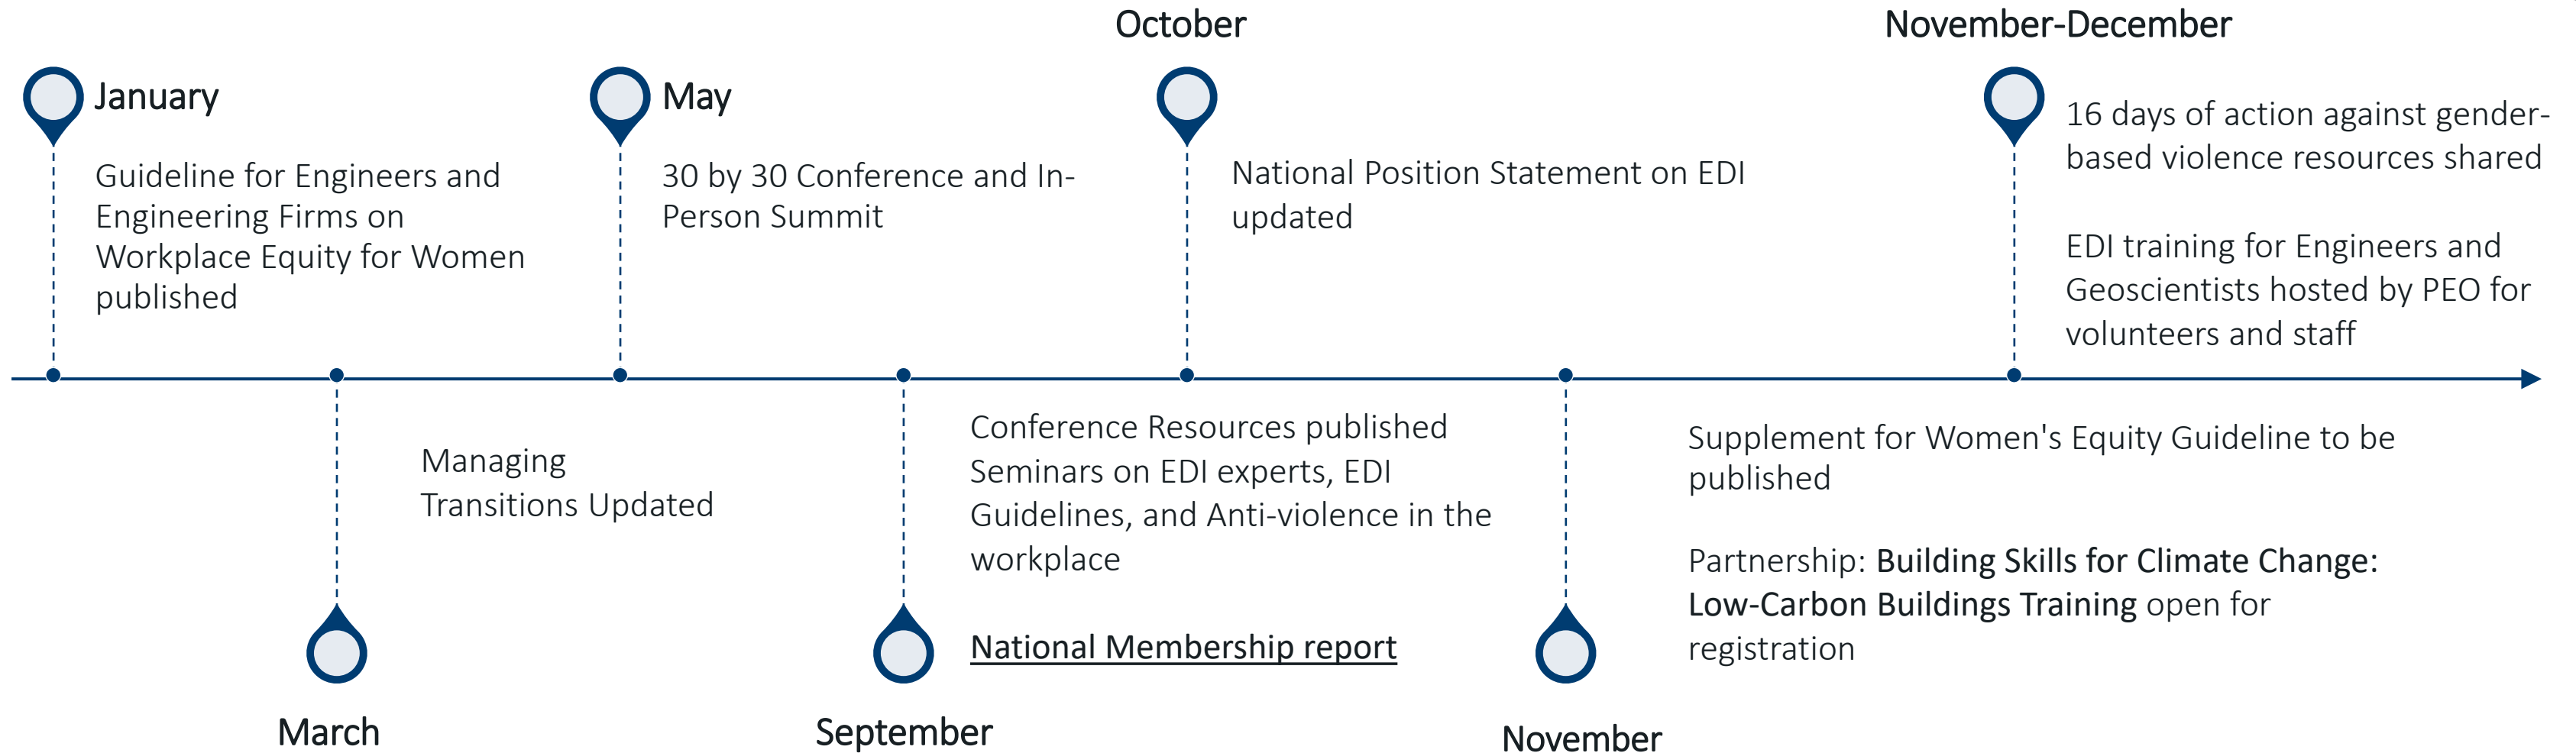 January
Guideline for Engineers and
Engineering Firms on
Workplace Equity for Women
published
March
Managing
Transitions Updated
May
30 by 30 Conference and In-
Person Summit
September
Conference Resources published
Seminars on EDI experts, EDI
Guidelines, and Anti-violence in the
workplace
National Membership report
October
National Position Statement on EDI
updated
November
Supplement for Women's Equity Guideline to be
published
Partnership: Building Skills for Climate Change:
Low-Carbon Buildings Training open for
registration
November-December
16 days of action against gender-
based violence resources shared
EDI training for Engineers and
Geoscientists hosted by PEO for
volunteers and staff